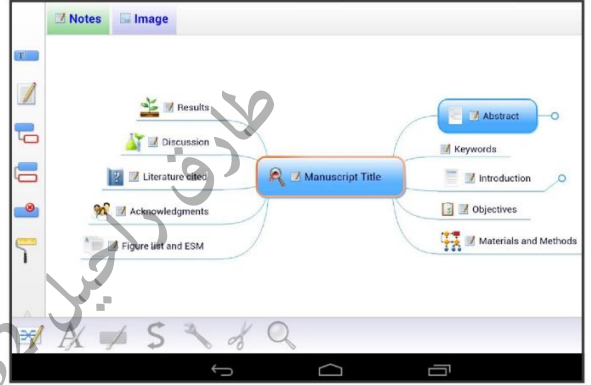 Notes Image
Results
Discussion
Literature cited
Acknowledgments
Figure list and ESM
Manuscript Title
Abstract
Keywords
Introduction
Objectives
Materials and Methods
طارق راحيل